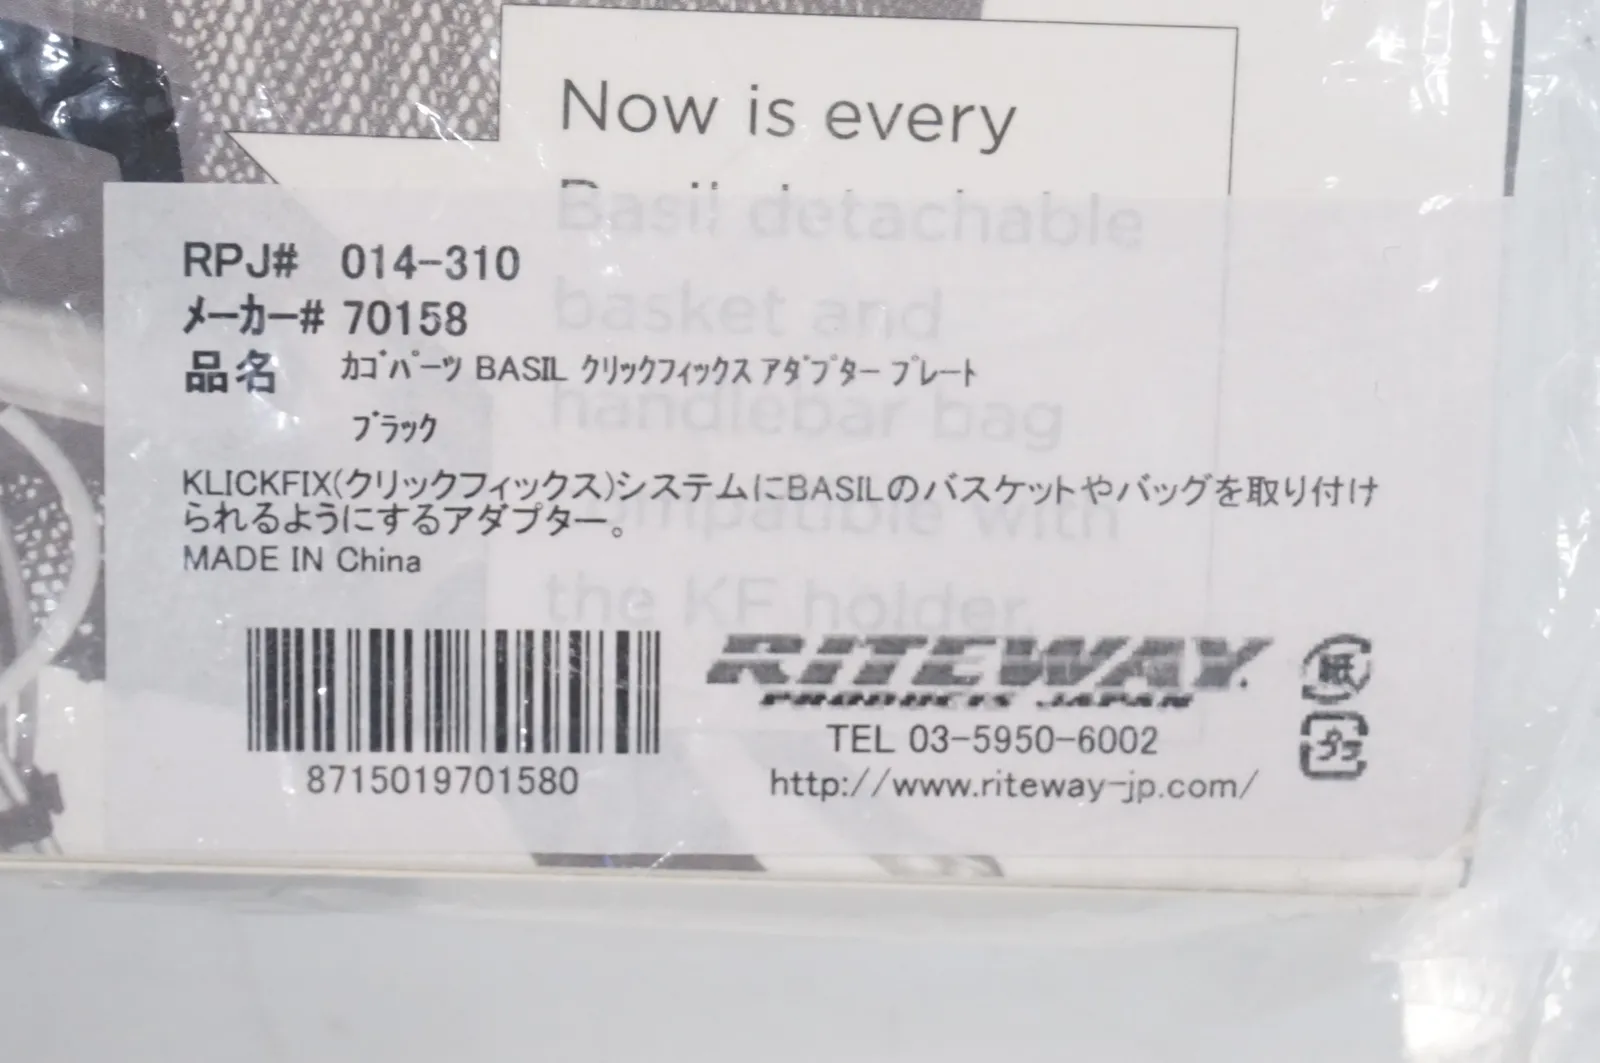 Now is every
Basil detachable
basket and
handlebar bag
compatible with
the KF holder.
RPJ# 014-310
ﾒｰｶｰ# 70158
品名 ｶｺﾞﾊﾟｰﾂ BASIL ｸﾘｯｸﾌｨｯｸｽ ｱﾀﾞﾌﾟﾀｰ ﾌﾟﾚｰﾄ
ﾌﾞﾗｯｸ
KLICKFIX(クリックフィックス)システムにBASILのバスケットやバッグを取り付け
られるようにするアダプター。
MADE IN China
8715019701580
RITEWAY
PRODUCTS JAPAN
TEL 03-5950-6002
http://www.riteway-jp.com/
紙
プラ